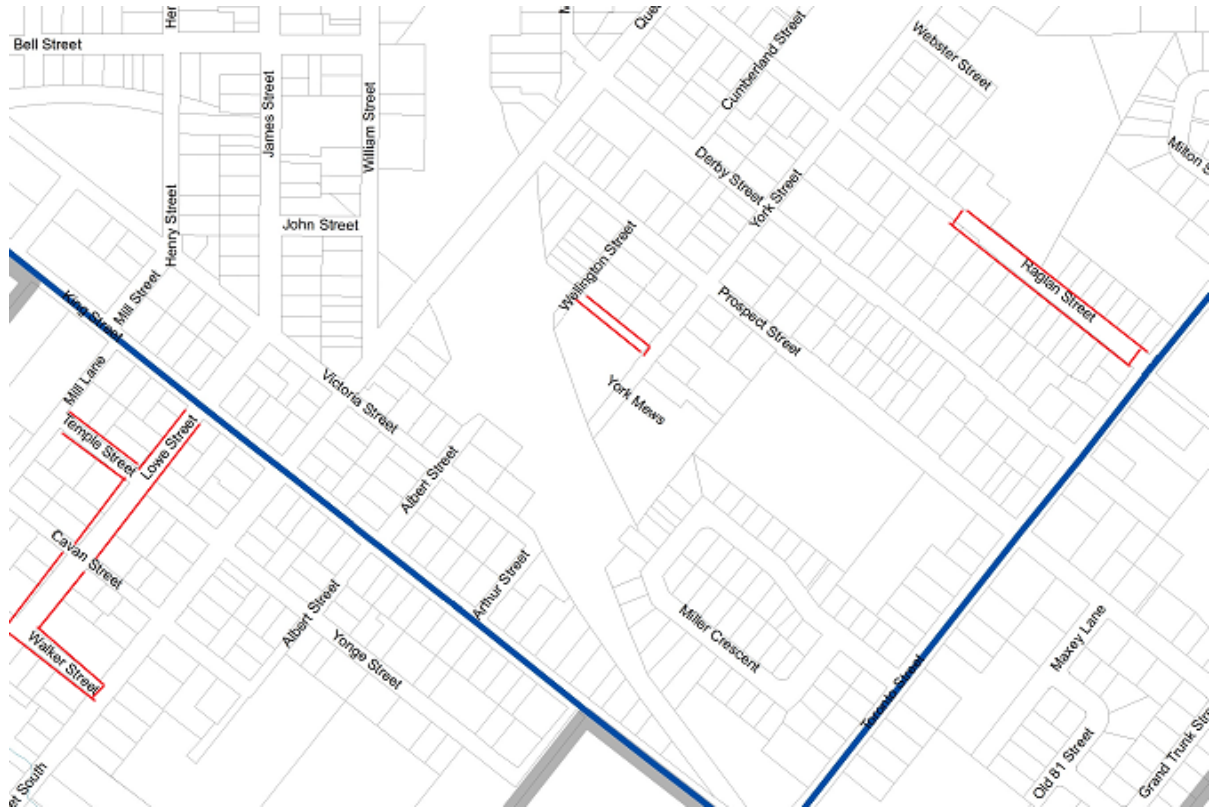 Bell Street
James Street
William Street
Cumberland Street
Webster Street
Derby Street
York Street
Henry Street
John Street
Wellington Street
Raglan Street
King Street
Mill Street
Prospect Street
Mill Lane
Victoria Street
York Mews
Temple Street
Lowe Street
Albert Street
Cavan Street
Arthur Street
Albert Street
Yonge Street
Miller Crescent
Maxey Lane
Walker Street
Toronto Street
Old 81 Street
Grand Trunk Stre
et South